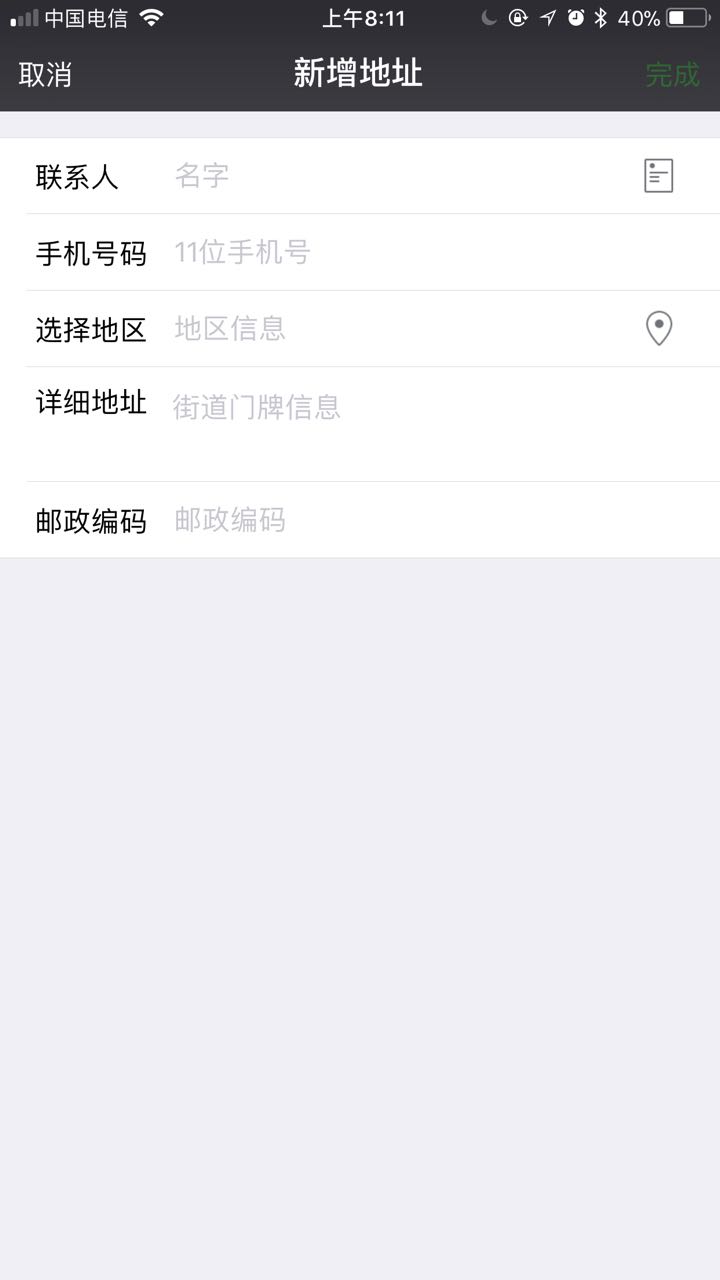 中国电信 上午8:11 40%
取消 新增地址 完成
联系人 名字
手机号码 11位手机号
选择地区 地区信息
详细地址 街道门牌信息
邮政编码 邮政编码